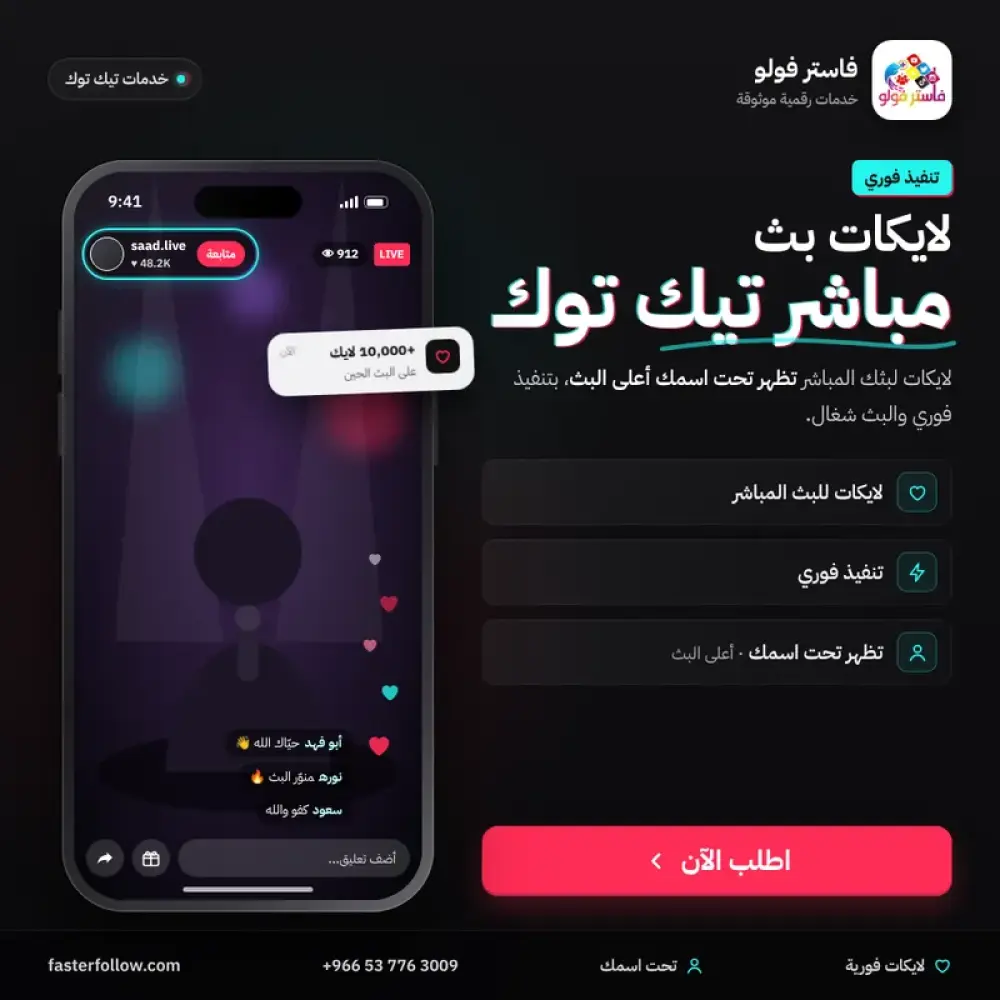 فاستر فولو
فاستر فولو
خدمات رقمية موثوقة
خدمات تيك توك
تنفيذ فوري
لايكات بث
مباشر تيك توك
لايكات لبثك المباشر تظهر تحت اسمك أعلى البث، بتنفيذ
فوري والبث شغال.
لايكات للبث المباشر
تنفيذ فوري
تظهر تحت اسمك · أعلى البث
اطلب الآن
9:41
saad.live
♥ 48.2K
متابعة
912
LIVE
+10,000 لايك
الآن
على البث الحين
أبو فهد حيّاك الله 👋
نوره منوّر البث 🔥
سعود كفو والله
أضف تعليق...
لايكات فورية
تحت اسمك
+966 53 776 3009
fasterfollow.com